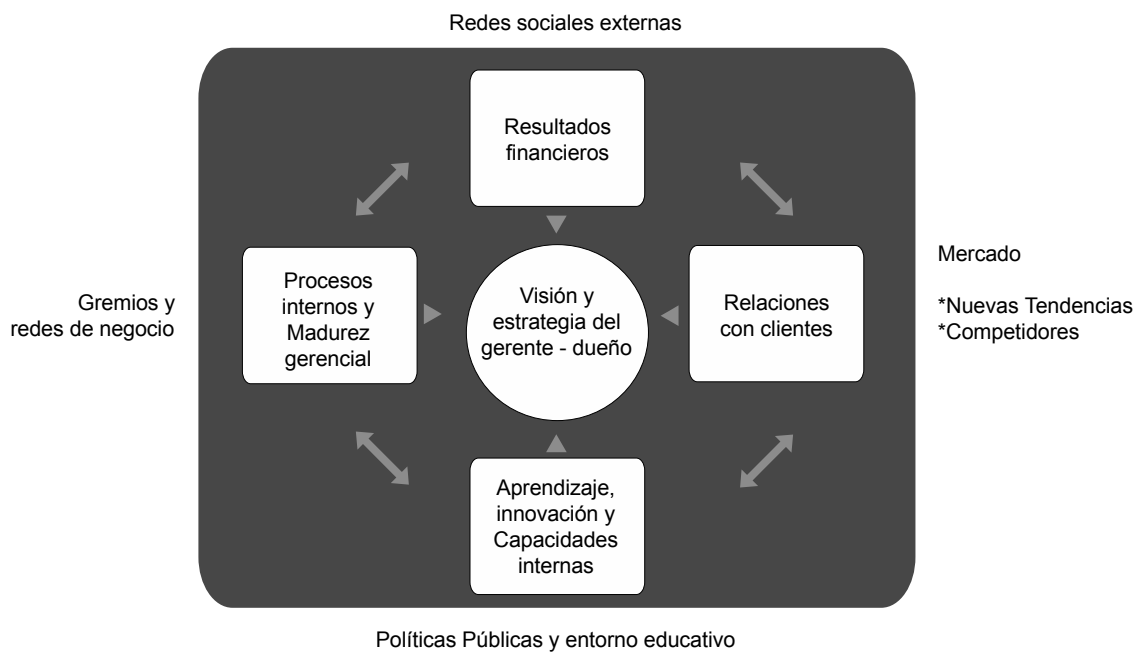 Redes sociales externas
Resultados
financieros
Gremios y
redes de negocio
Procesos
internos y
Madurez
gerencial
Visión y
estrategia del
gerente - dueño
Relaciones
con clientes
Mercado
*Nuevas Tendencias
*Competidores
Aprendizaje,
innovación y
Capacidades
internas
Políticas Públicas y entorno educativo